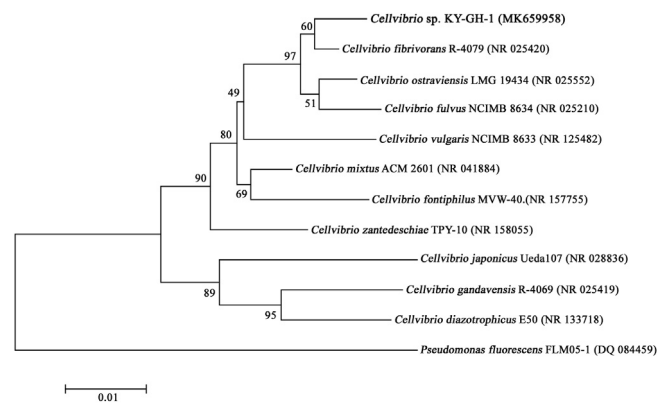 Cellvibrio sp. KY-GH-1 (MK659958)
60
Cellvibrio fibrivorans R-4079 (NR 025420)
97
Cellvibrio ostraviensis LMG 19434 (NR 025552)
49
51
Cellvibrio fulvus NCIMB 8634 (NR 025210)
80
Cellvibrio vulgaris NCIMB 8633 (NR 125482)
Cellvibrio mixtus ACM 2601 (NR 041884)
90
69
Cellvibrio fontiphilus MVW-40.(NR 157755)
Cellvibrio zantedeschiae TPY-10 (NR 158055)
Cellvibrio japonicus Ueda107 (NR 028836)
89
Cellvibrio gandavensis R-4069 (NR 025419)
95
Cellvibrio diazotrophicus E50 (NR 133718)
Pseudomonas fluorescens FLM05-1 (DQ 084459)
0.01